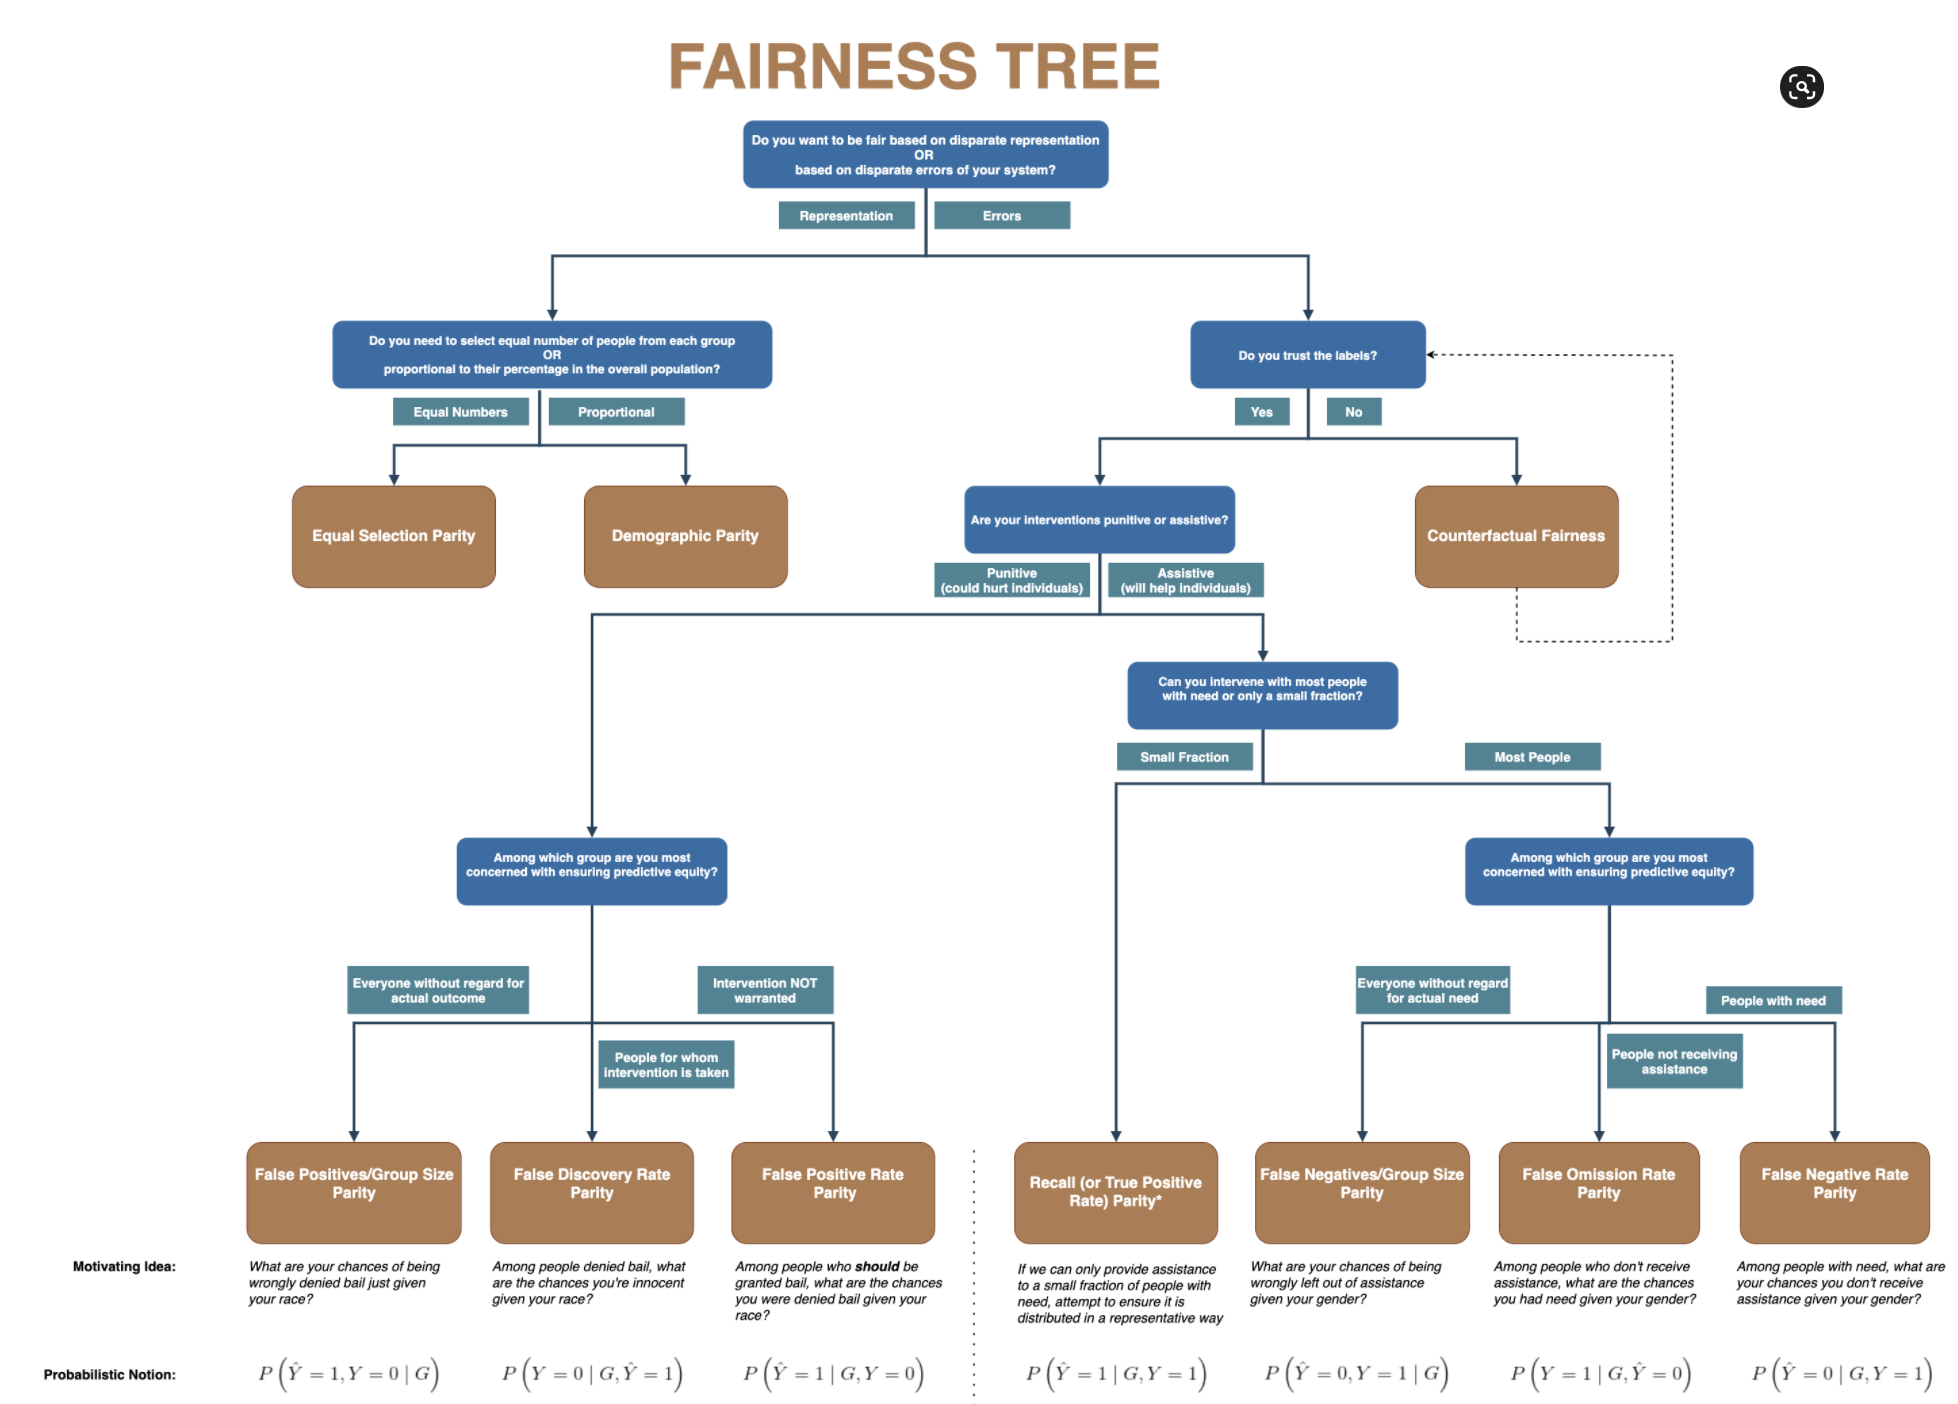 FAIRNESS TREE
Do you want to be fair based on disparate representation
OR
based on disparate errors of your system?
Representation
Errors
Do you need to select equal number of people from each group
OR
proportional to their percentage in the overall population?
Do you trust the labels?
Equal Numbers
Proportional
Yes
No
Equal Selection Parity
Demographic Parity
Are your interventions punitive or assistive?
Counterfactual Fairness
Punitive
(could hurt individuals)
Assistive
(will help individuals)
Can you intervene with most people
with need or only a small fraction?
Small Fraction
Most People
Among which group are you most
concerned with ensuring predictive equity?
Among which group are you most
concerned with ensuring predictive equity?
Everyone without regard for
actual outcome
Intervention NOT
warranted
People for whom
intervention is taken
Everyone without regard
for actual need
People with need
People not receiving
assistance
False Positives/Group Size
Parity
False Discovery Rate
Parity
False Positive Rate
Parity
Recall (or True Positive
Rate) Parity*
False Negatives/Group Size
Parity
False Omission Rate
Parity
False Negative Rate
Parity
Motivating Idea:
What are your chances of being
wrongly denied bail just given
your race?
Among people denied bail, what
are the chances you're innocent
given your race?
Among people who should be
granted bail, what are the chances
you were denied bail given your
race?
If we can only provide assistance
to a small fraction of people with
need, attempt to ensure it is
distributed in a representative way
What are your chances of being
wrongly left out of assistance
given your gender?
Among people who don't receive
assistance, what are the chances
you had need given your gender?
Among people with need, what are
your chances you don't receive
assistance given your gender?
Probabilistic Notion:
P(Ŷ = 1, Y = 0 | G)
P(Y = 0 | G, Ŷ = 1)
P(Ŷ = 1 | G, Y = 0)
P(Ŷ = 1 | G, Y = 1)
P(Ŷ = 0, Y = 1 | G)
P(Y = 1 | G, Ŷ = 0)
P(Ŷ = 0 | G, Y = 1)